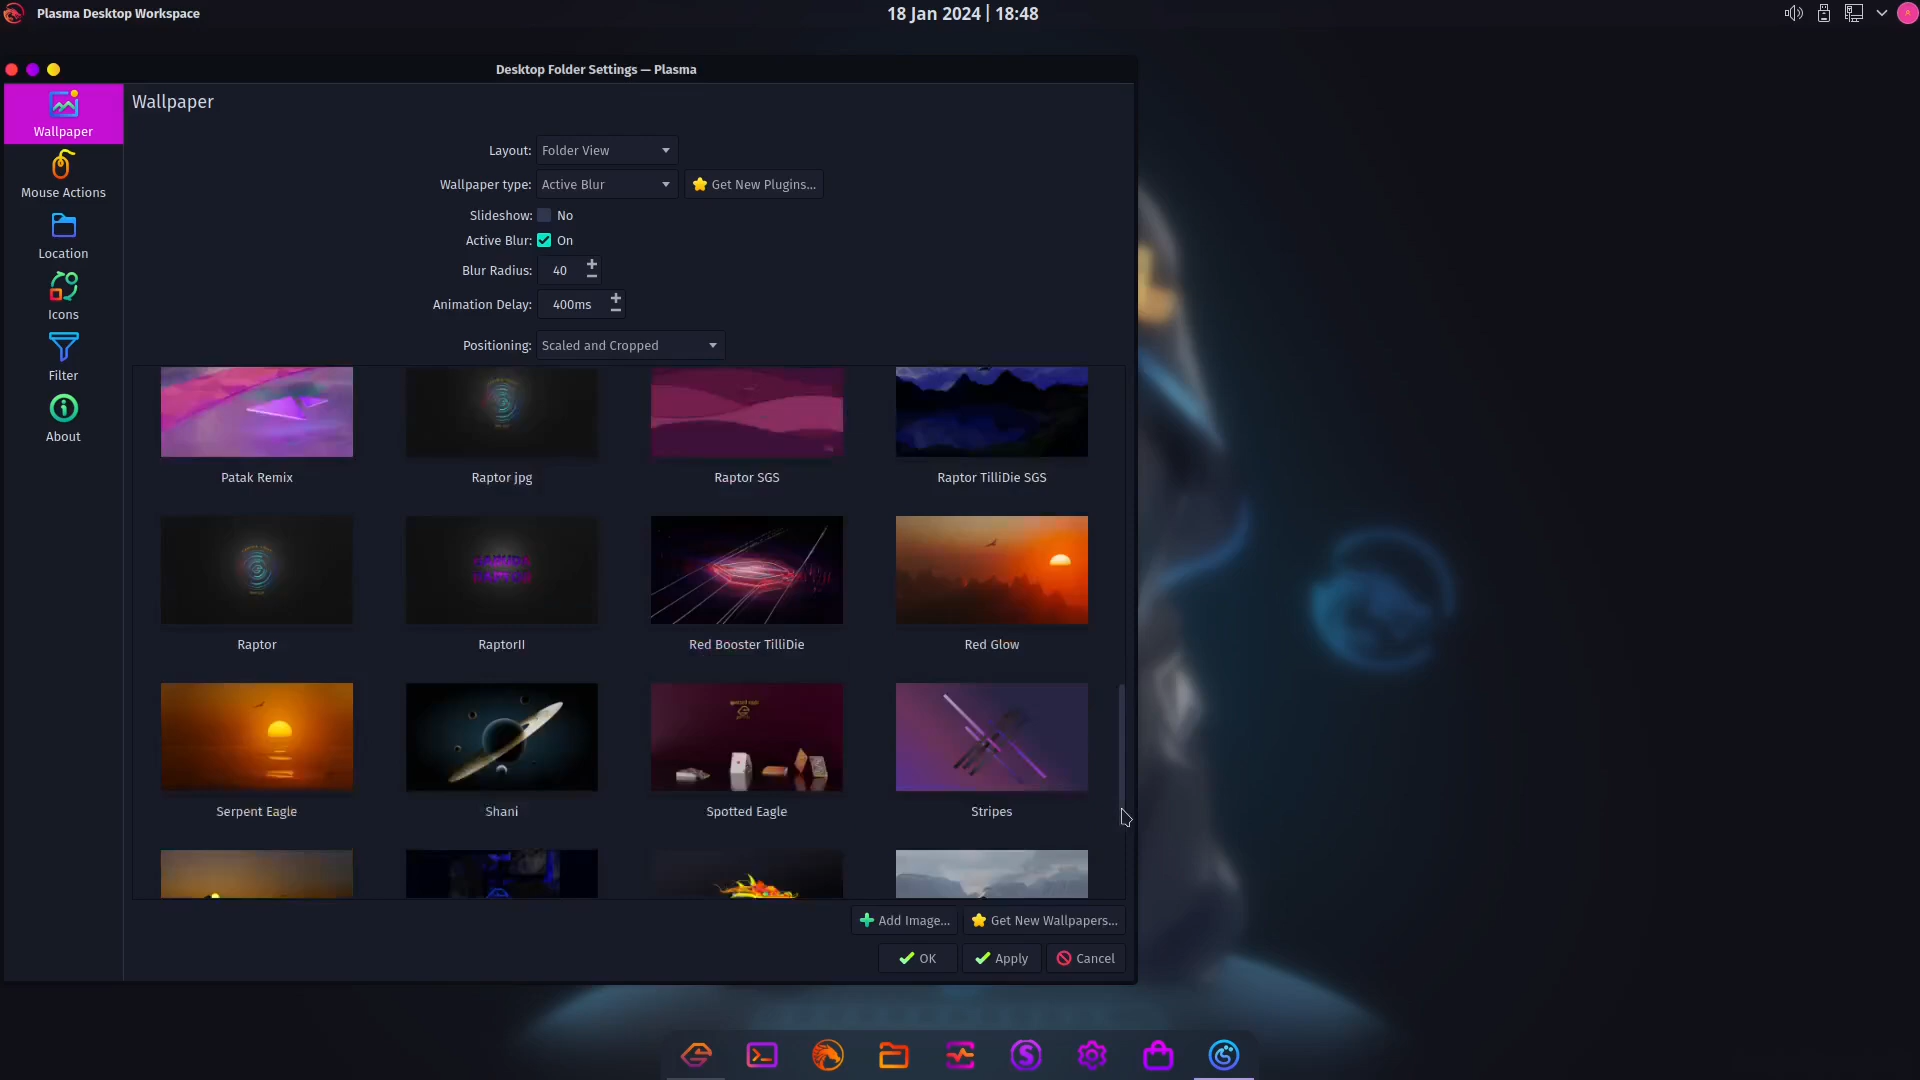 Plasma Desktop Workspace
18 Jan 2024 | 18:48
Desktop Folder Settings — Plasma
Wallpaper
Mouse Actions
Location
Icons
Filter
About
Wallpaper
Layout: Folder View
Wallpaper type: Active Blur Get New Plugins...
Slideshow: No
Active Blur: On
Blur Radius: 40
Animation Delay: 400ms
Positioning: Scaled and Cropped
Patak Remix Raptor jpg Raptor SGS Raptor TilliDie SGS
Raptor RaptorII Red Booster TilliDie Red Glow
Serpent Eagle Shani Spotted Eagle Stripes
Add Image... Get New Wallpapers...
OK Apply Cancel